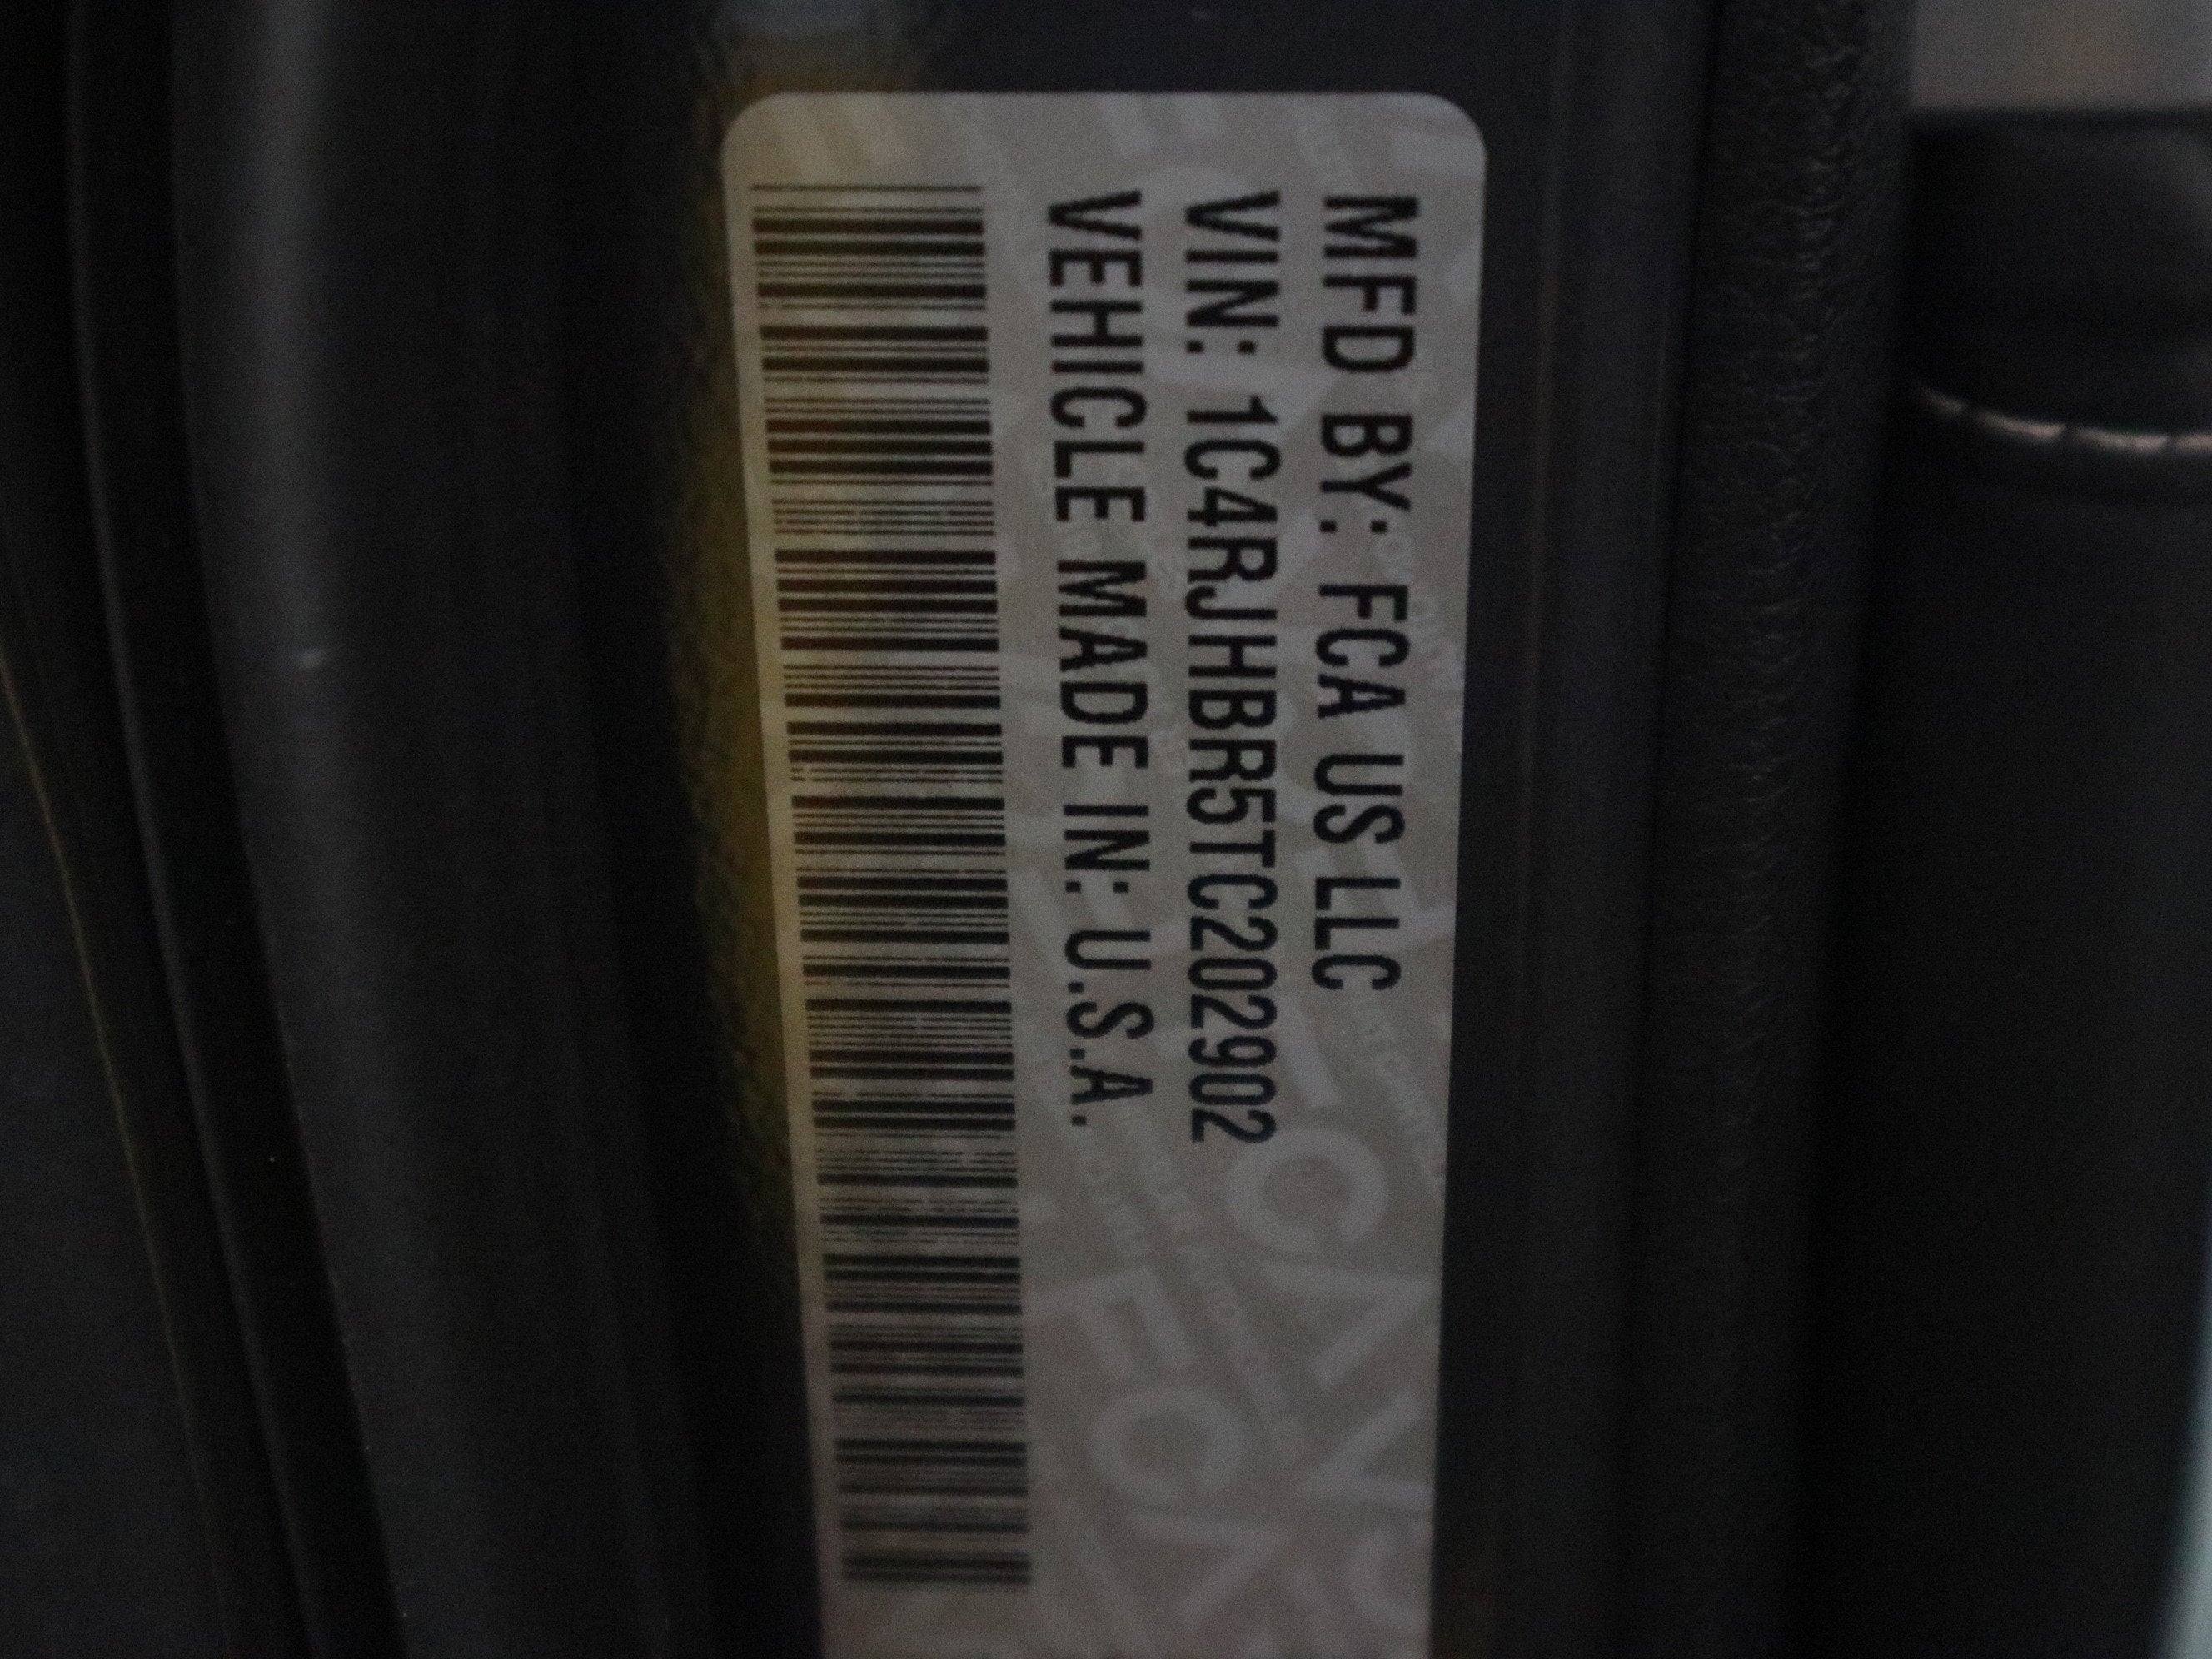 MFD BY: FCA US LLC
VIN: 1C4RJHBR5TC202902
VEHICLE MADE IN: U.S.A.